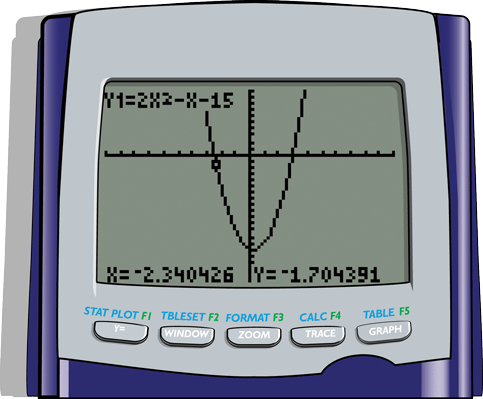 Y1=2X²-X-15
X=-2.340426 Y=-1.704391
STAT PLOT F1 TBLESET F2 FORMAT F3 CALC F4 TABLE F5
Y= WINDOW ZOOM TRACE GRAPH